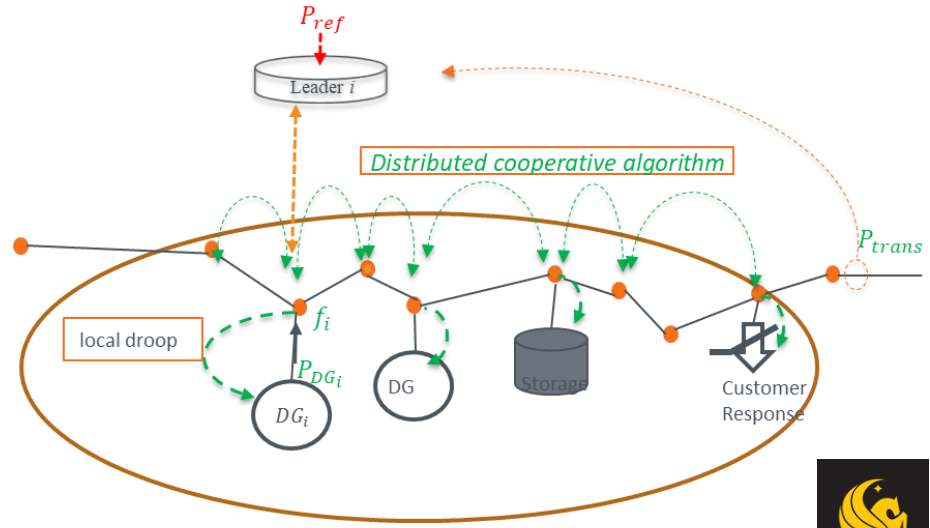 P_ref
Leader i
Distributed cooperative algorithm
P_trans
local droop
f_i
P_DG_i
DG
Storage
DG_i
Customer
Response